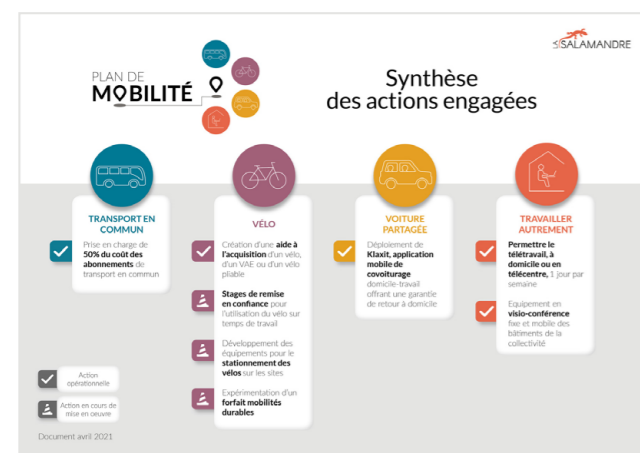 SALAMANDRE
PLAN DE
MOBILITÉ
Synthèse
des actions engagées
TRANSPORT EN
COMMUN
Prise en charge de
50% du coût des
abonnements de
transport en commun
VÉLO
Création d'une aide à
l'acquisition d'un vélo,
d'un VAE ou d'un vélo
pliable
Stages de remise
en confiance pour
l'utilisation du vélo sur
temps de travail
Développement des
équipements pour le
stationnement des
vélos sur les sites
Expérimentation d'un
forfait mobilités
durables
VOITURE
PARTAGÉE
Déploiement de
Klaxit, application
mobile de
covoiturage
domicile-travail
offrant une garantie
de retour à domicile
TRAVAILLER
AUTREMENT
Permettre le
télétravail, à
domicile ou en
télécentre, 1 jour par
semaine
Equipement en
visio-conférence
fixe et mobile des
bâtiments de la
collectivité
Action
opérationnelle
Action en cours de
mise en oeuvre
Document avril 2021